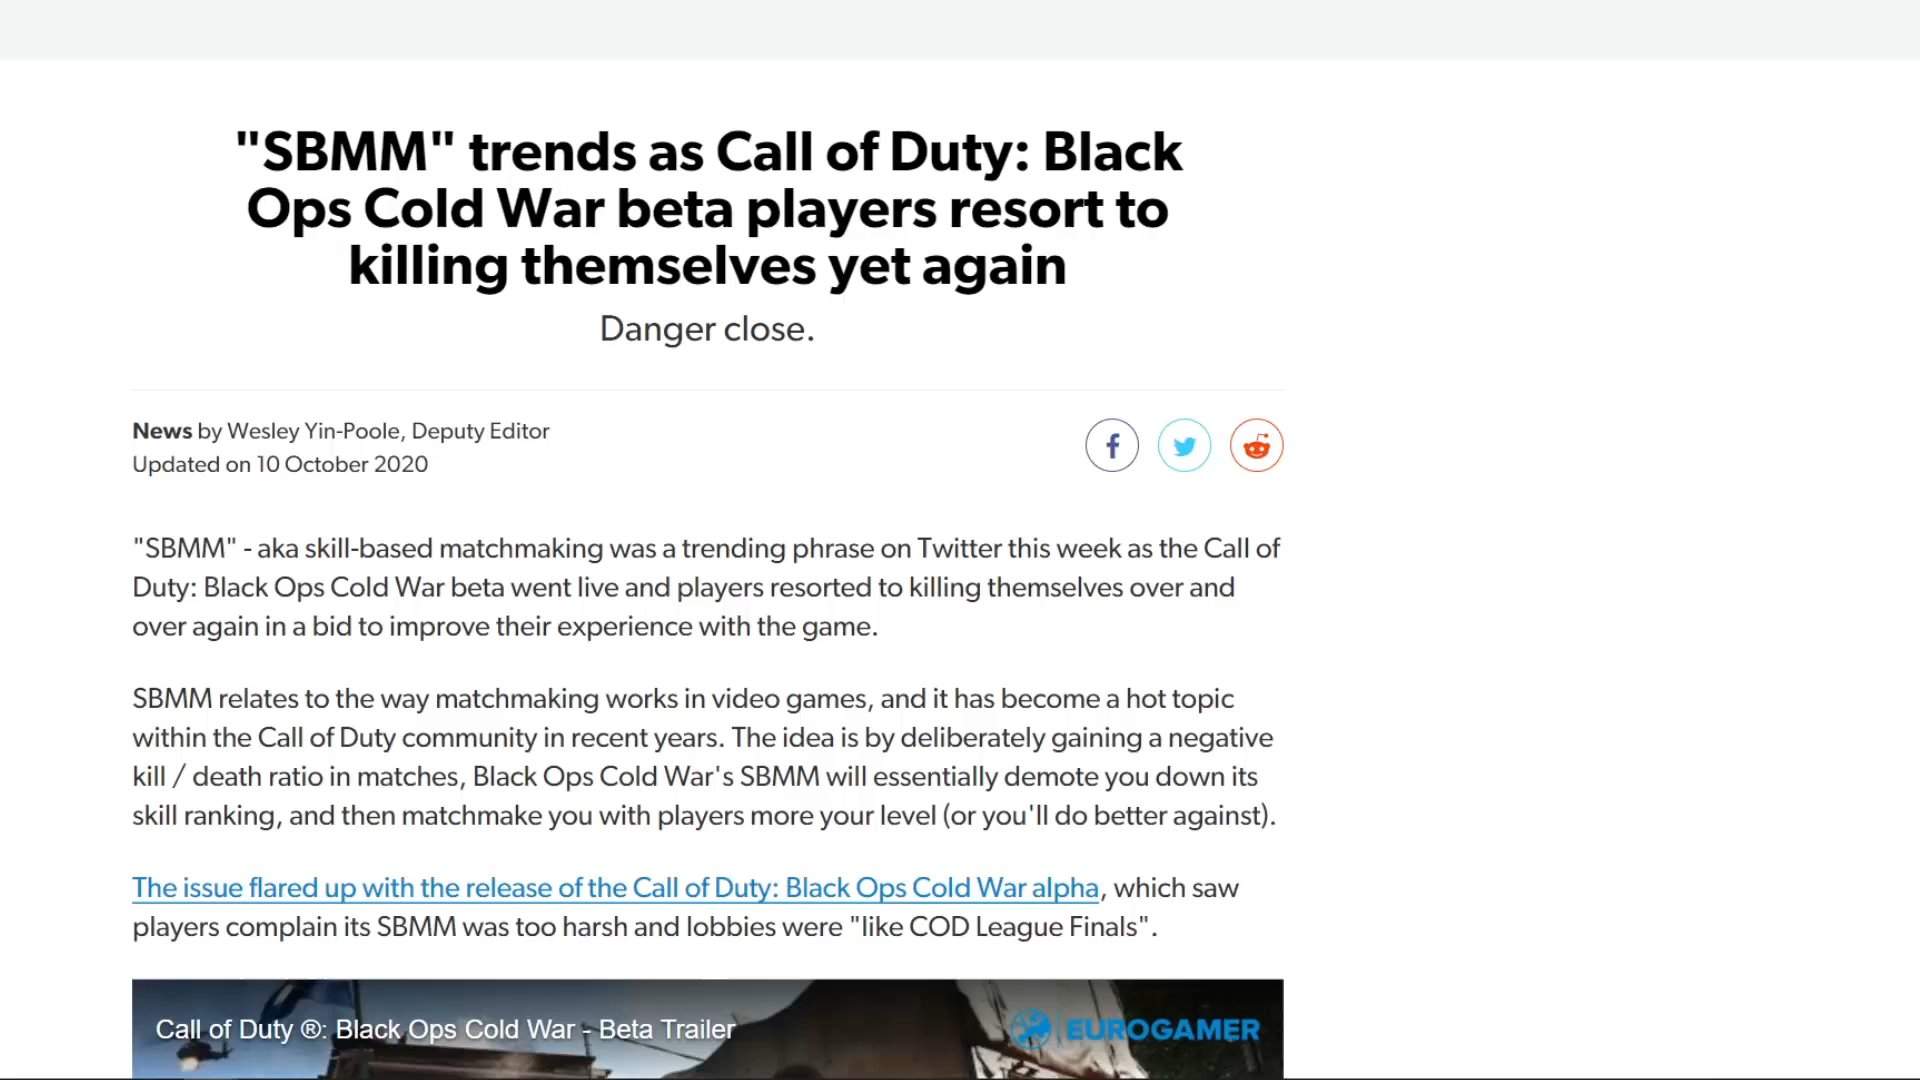 "SBMM" trends as Call of Duty: Black
Ops Cold War beta players resort to
killing themselves yet again
Danger close.
News by Wesley Yin-Poole, Deputy Editor
Updated on 10 October 2020
"SBMM" - aka skill-based matchmaking was a trending phrase on Twitter this week as the Call of
Duty: Black Ops Cold War beta went live and players resorted to killing themselves over and
over again in a bid to improve their experience with the game.
SBMM relates to the way matchmaking works in video games, and it has become a hot topic
within the Call of Duty community in recent years. The idea is by deliberately gaining a negative
kill / death ratio in matches, Black Ops Cold War's SBMM will essentially demote you down its
skill ranking, and then matchmake you with players more your level (or you'll do better against).
The issue flared up with the release of the Call of Duty: Black Ops Cold War alpha, which saw
players complain its SBMM was too harsh and lobbies were "like COD League Finals".
Call of Duty ®: Black Ops Cold War - Beta Trailer
EUROGAMER